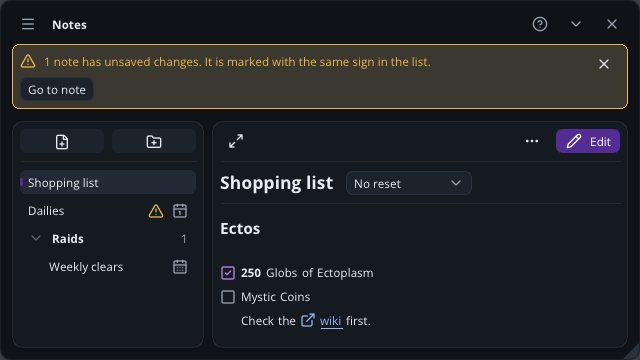 Notes
1 note has unsaved changes. It is marked with the same sign in the list.
Go to note
Edit
Shopping list
Dailies
Raids 1
Weekly clears
Shopping list No reset
Ectos
250 Globs of Ectoplasm
Mystic Coins
Check the wiki first.